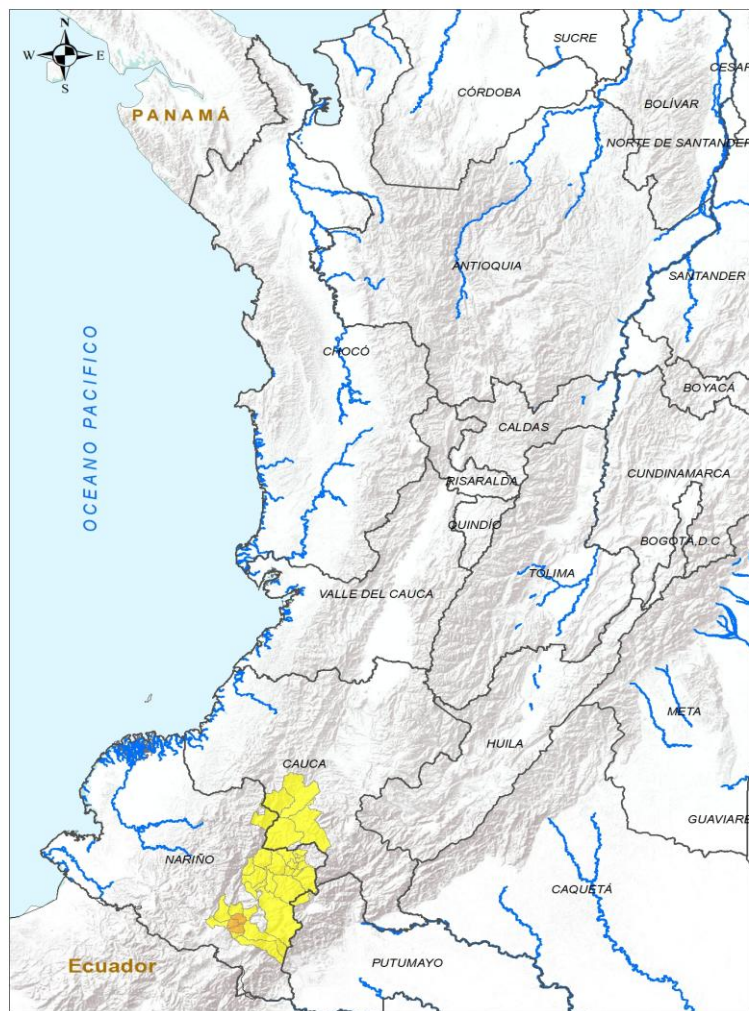 N
W E
S
SUCRE
CESAR
CÓRDOBA
BOLÍVAR
PANAMÁ
NORTE DE SANTANDER
ANTIOQUIA
SANTANDER
CHOCÓ
BOYACÁ
OCEANO PACIFICO
CALDAS
CUNDINAMARCA
RISARALDA
QUINDÍO
BOGOTÁ,D.C
TOLIMA
VALLE DEL CAUCA
META
HUILA
CAUCA
GUAVIARE
NARIÑO
CAQUETÁ
Ecuador
PUTUMAYO